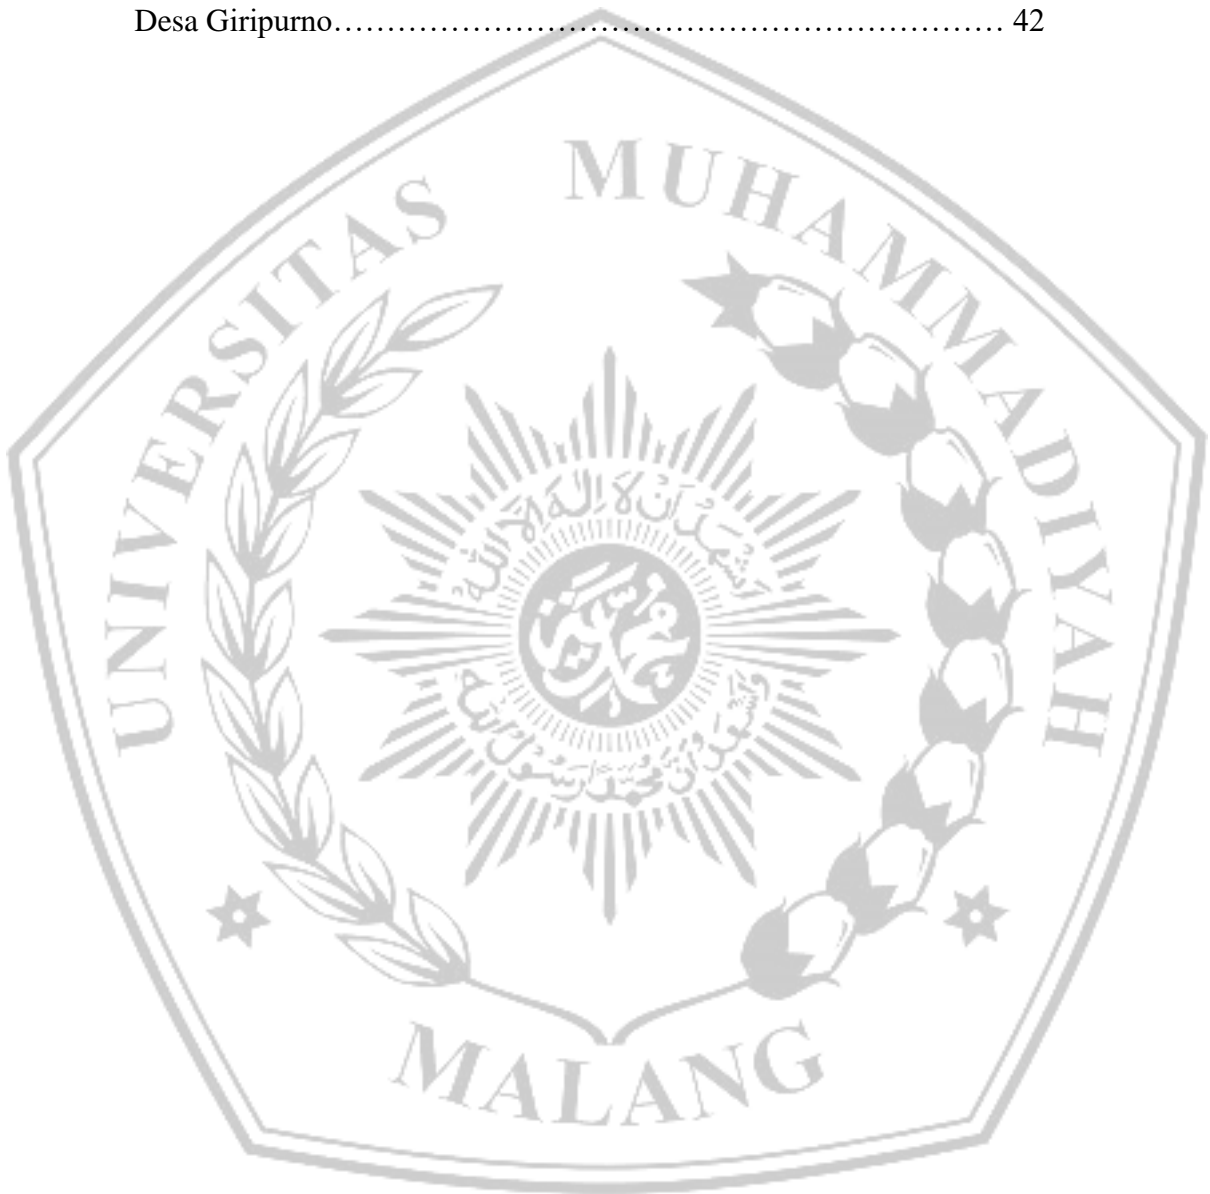 Desa Giripurno……………………………………………………… 42
UNIVERSITAS MUHAMMADIYAH
MALANG